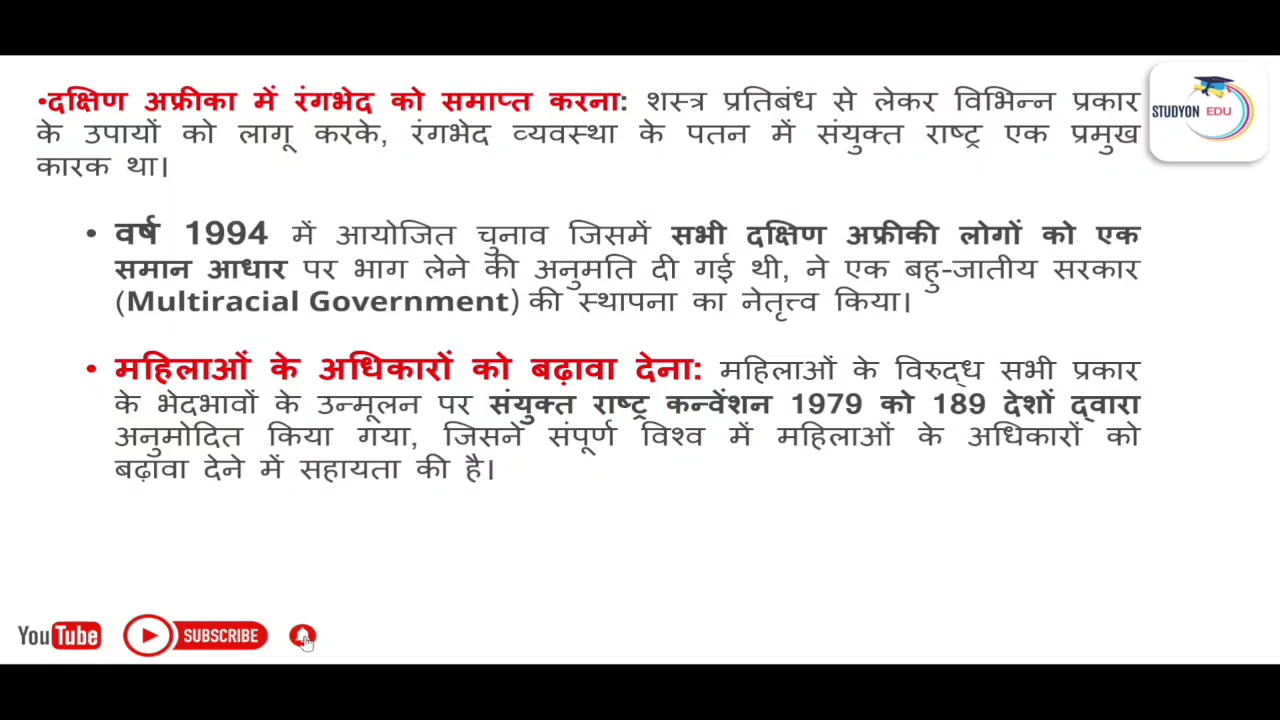 •दक्षिण अफ्रीका में रंगभेद को समाप्त करना: शस्त्र प्रतिबंध से लेकर विभिन्न प्रकार
के उपायों को लागू करके, रंगभेद व्यवस्था के पतन में संयुक्त राष्ट्र एक प्रमुख
कारक था।
• वर्ष 1994 में आयोजित चुनाव जिसमें सभी दक्षिण अफ्रीकी लोगों को एक
समान आधार पर भाग लेने की अनुमति दी गई थी, ने एक बहु-जातीय सरकार
(Multiracial Government) की स्थापना का नेतृत्त्व किया।
• महिलाओं के अधिकारों को बढ़ावा देना: महिलाओं के विरुद्ध सभी प्रकार
के भेदभावों के उन्मूलन पर संयुक्त राष्ट्र कन्वेंशन 1979 को 189 देशों द्वारा
अनुमोदित किया गया, जिसने संपूर्ण विश्व में महिलाओं के अधिकारों को
बढ़ावा देने में सहायता की है।
STUDYON EDU
YouTube SUBSCRIBE